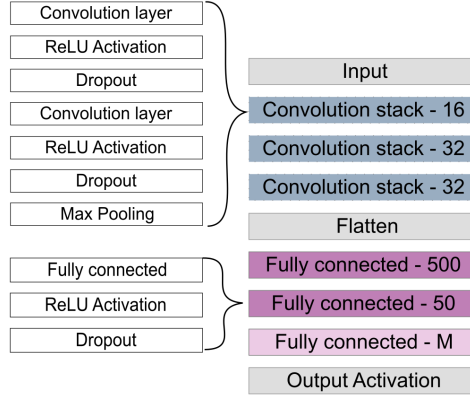 Convolution layer
ReLU Activation
Dropout
Convolution layer
ReLU Activation
Dropout
Max Pooling
Fully connected
ReLU Activation
Dropout
Input
Convolution stack - 16
Convolution stack - 32
Convolution stack - 32
Flatten
Fully connected - 500
Fully connected - 50
Fully connected - M
Output Activation